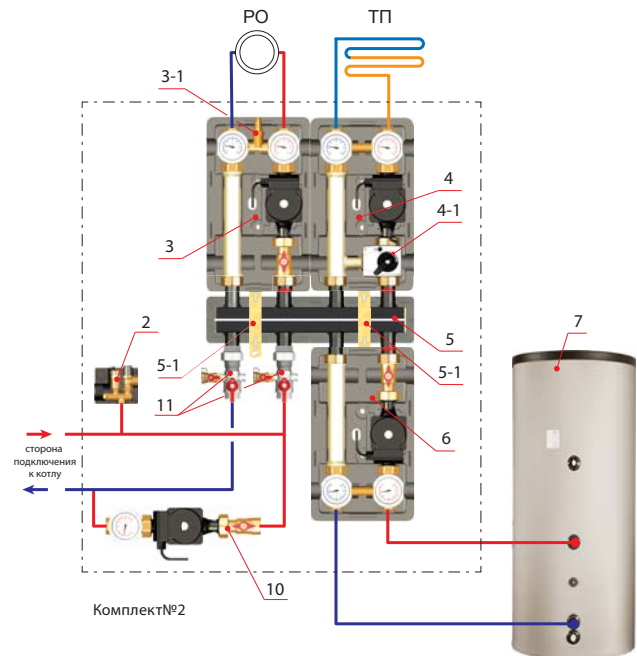 РО
ТП
3-1
4
4-1
3
2
5-1
5
5-1
7
11
6
сторона
подключения
к котлу
10
Комплект№2